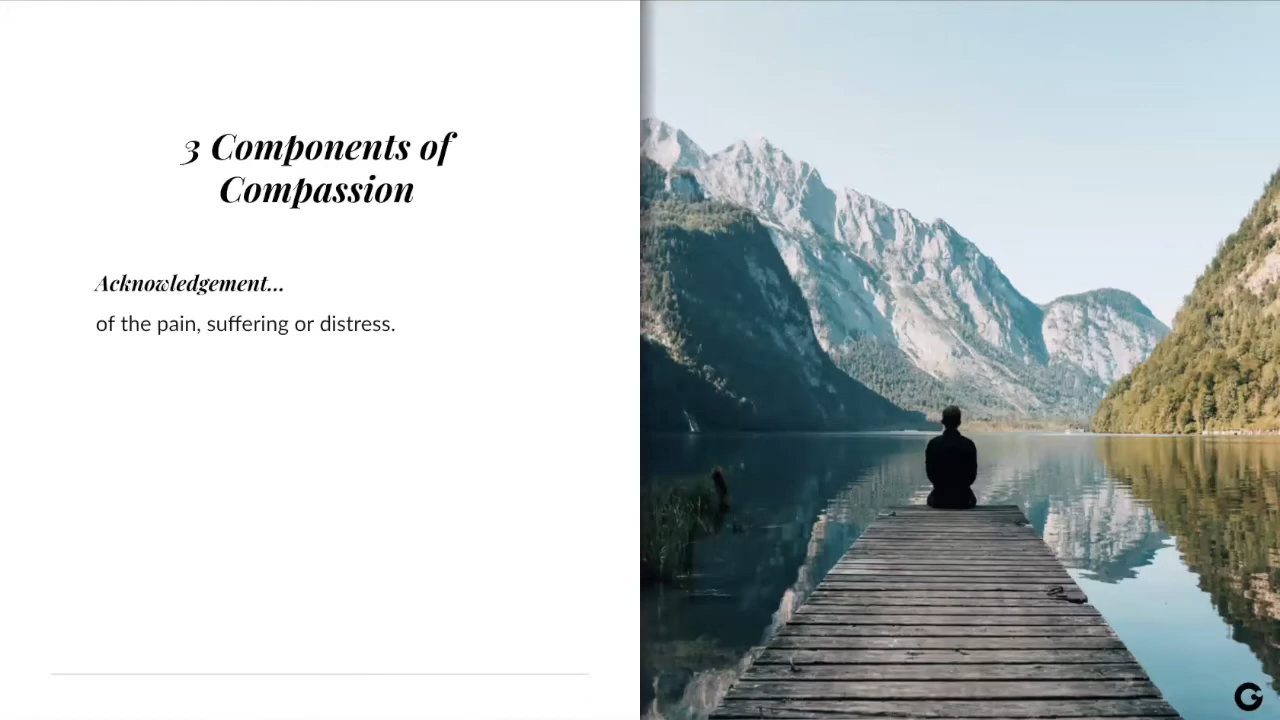 3 Components of
Compassion
Acknowledgement...
of the pain, suffering or distress.